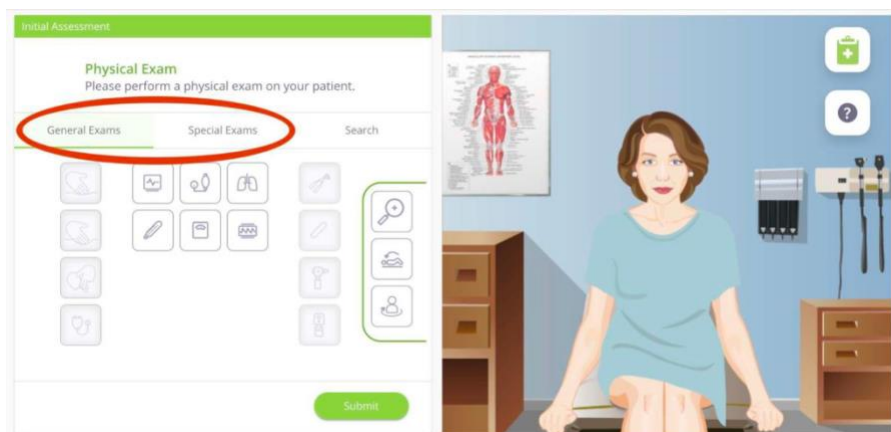 Initial Assessment
Physical Exam
Please perform a physical exam on your patient.
General Exams
Special Exams
Search
Submit
?